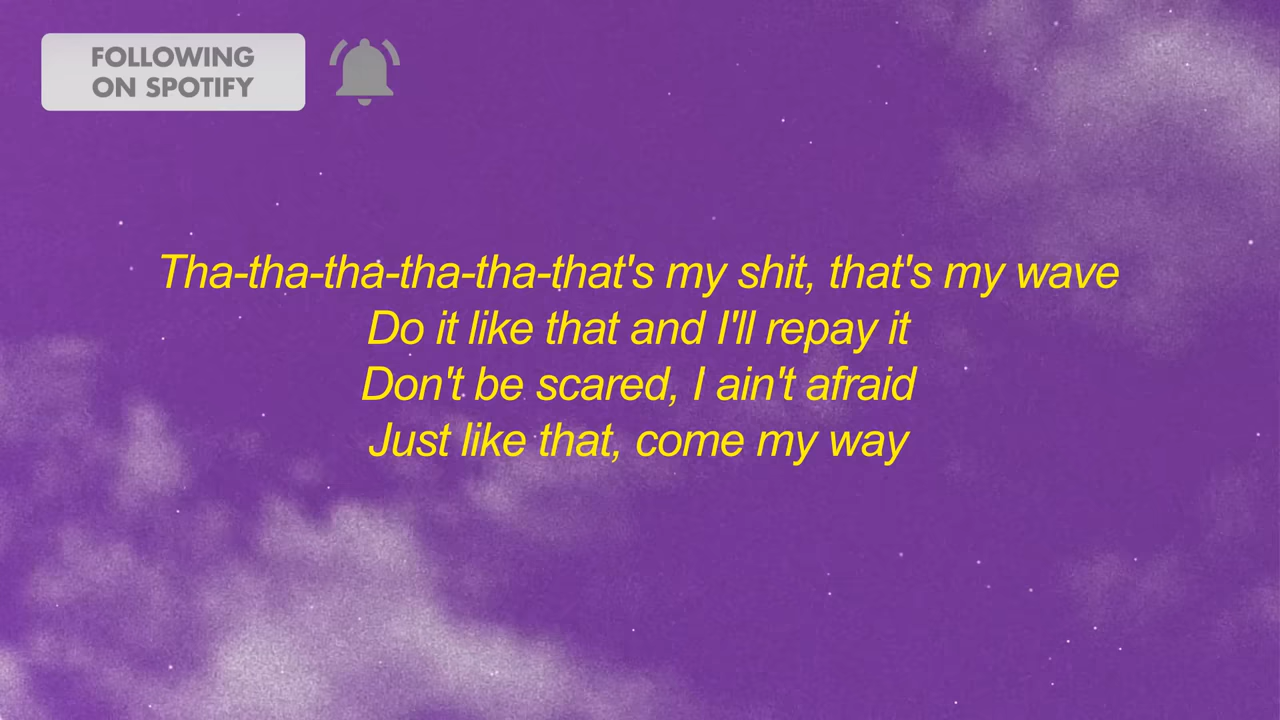 FOLLOWING
ON SPOTIFY
Tha-tha-tha-tha-tha-that's my shit, that's my wave
Do it like that and I'll repay it
Don't be scared, I ain't afraid
Just like that, come my way